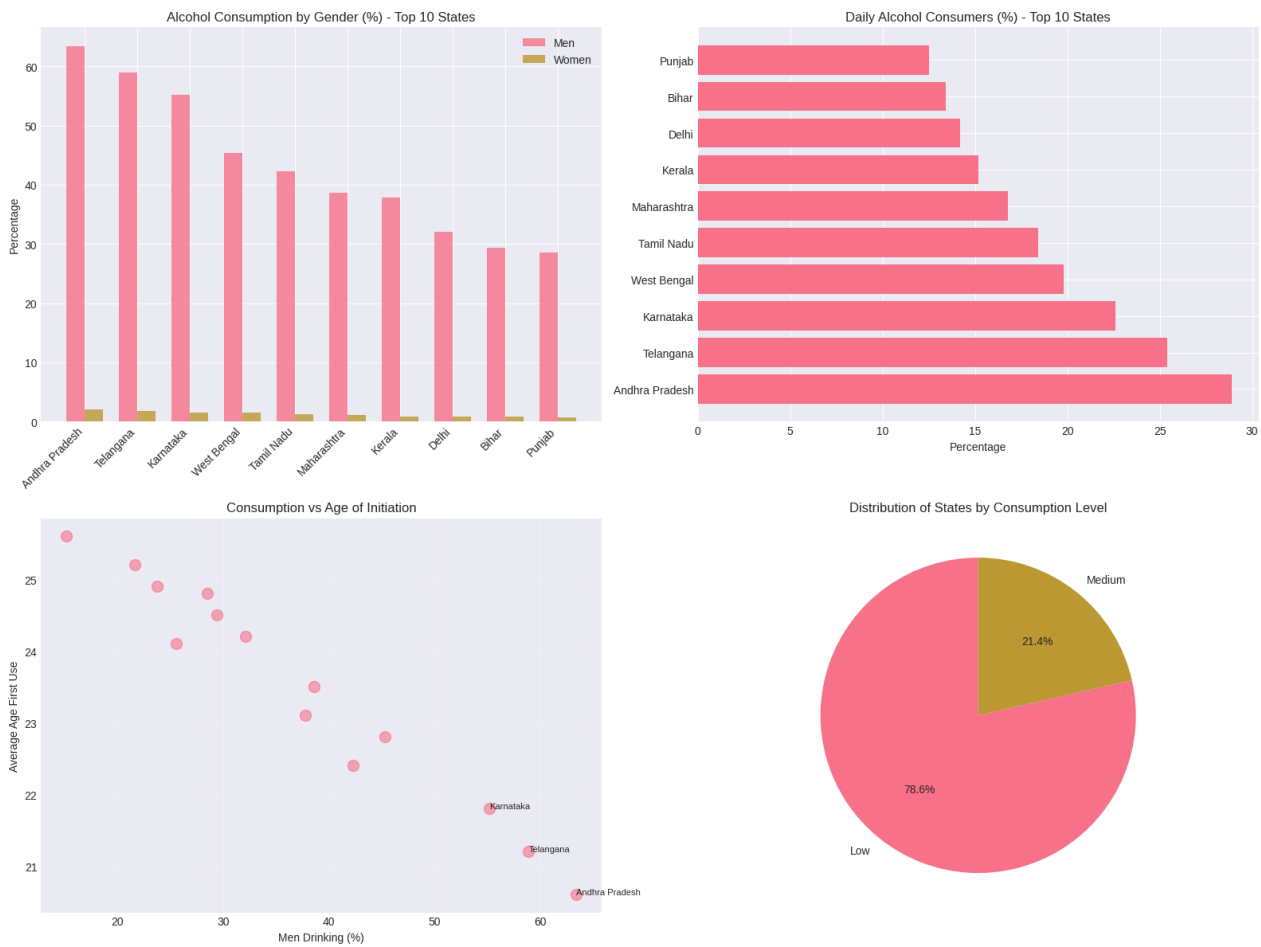 Alcohol Consumption by Gender (%) - Top 10 States
Men
Women
Percentage
60
50
40
30
20
10
0
Andhra Pradesh
Telangana
Karnataka
West Bengal
Tamil Nadu
Maharashtra
Kerala
Delhi
Bihar
Punjab
Daily Alcohol Consumers (%) - Top 10 States
Punjab
Bihar
Delhi
Kerala
Maharashtra
Tamil Nadu
West Bengal
Karnataka
Telangana
Andhra Pradesh
0 5 10 15 20 25 30
Percentage
Consumption vs Age of Initiation
Average Age First Use
25
24
23
22
21
Karnataka
Telangana
Andhra Pradesh
20 30 40 50 60
Men Drinking (%)
Distribution of States by Consumption Level
Medium
21.4%
78.6%
Low